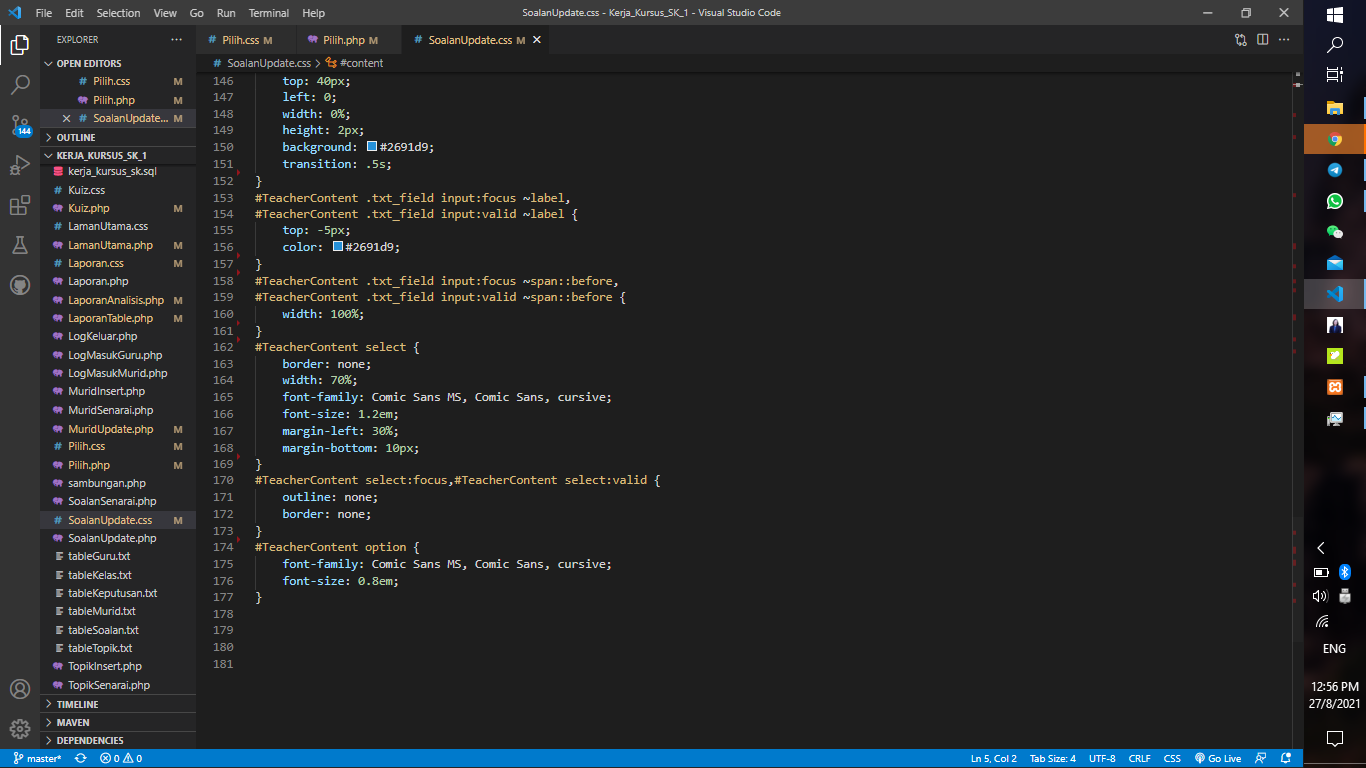 File Edit Selection View Go Run Terminal Help SoalanUpdate.css - Kerja_Kursus_SK_1 - Visual Studio Code
EXPLORER
OPEN EDITORS
Pilih.css M
Pilih.php M
SoalanUpdate... M
OUTLINE
KERJA_KURSUS_SK_1
kerja_kursus_sk.sql
Kuiz.css
Kuiz.php M
LamanUtama.css
LamanUtama.php M
Laporan.css M
Laporan.php
LaporanAnalisis.php M
LaporanTable.php M
LogKeluar.php
LogMasukGuru.php
LogMasukMurid.php
MuridInsert.php
MuridSenarai.php
MuridUpdate.php M
Pilih.css M
Pilih.php M
sambungan.php
SoalanSenarai.php
SoalanUpdate.css M
SoalanUpdate.php
tableGuru.txt
tableKelas.txt
tableKeputusan.txt
tableMurid.txt
tableSoalan.txt
tableTopik.txt
TopikInsert.php
TopikSenarai.php
TIMELINE
MAVEN
DEPENDENCIES
144
Pilih.css M Pilih.php M SoalanUpdate.css M
SoalanUpdate.css > #content
146 top: 40px;
147 left: 0;
148 width: 0%;
149 height: 2px;
150 background: #2691d9;
151 transition: .5s;
152 }
153 #TeacherContent .txt_field input:focus ~label,
154 #TeacherContent .txt_field input:valid ~label {
155 top: -5px;
156 color: #2691d9;
157 }
158 #TeacherContent .txt_field input:focus ~span::before,
159 #TeacherContent .txt_field input:valid ~span::before {
160 width: 100%;
161 }
162 #TeacherContent select {
163 border: none;
164 width: 70%;
165 font-family: Comic Sans MS, Comic Sans, cursive;
166 font-size: 1.2em;
167 margin-left: 30%;
168 margin-bottom: 10px;
169 }
170 #TeacherContent select:focus,#TeacherContent select:valid {
171 outline: none;
172 border: none;
173 }
174 #TeacherContent option {
175 font-family: Comic Sans MS, Comic Sans, cursive;
176 font-size: 0.8em;
177 }
178
179
180
181
master* 0 0 Ln 5, Col 2 Tab Size: 4 UTF-8 CRLF CSS Go Live
ENG
12:56 PM
27/8/2021